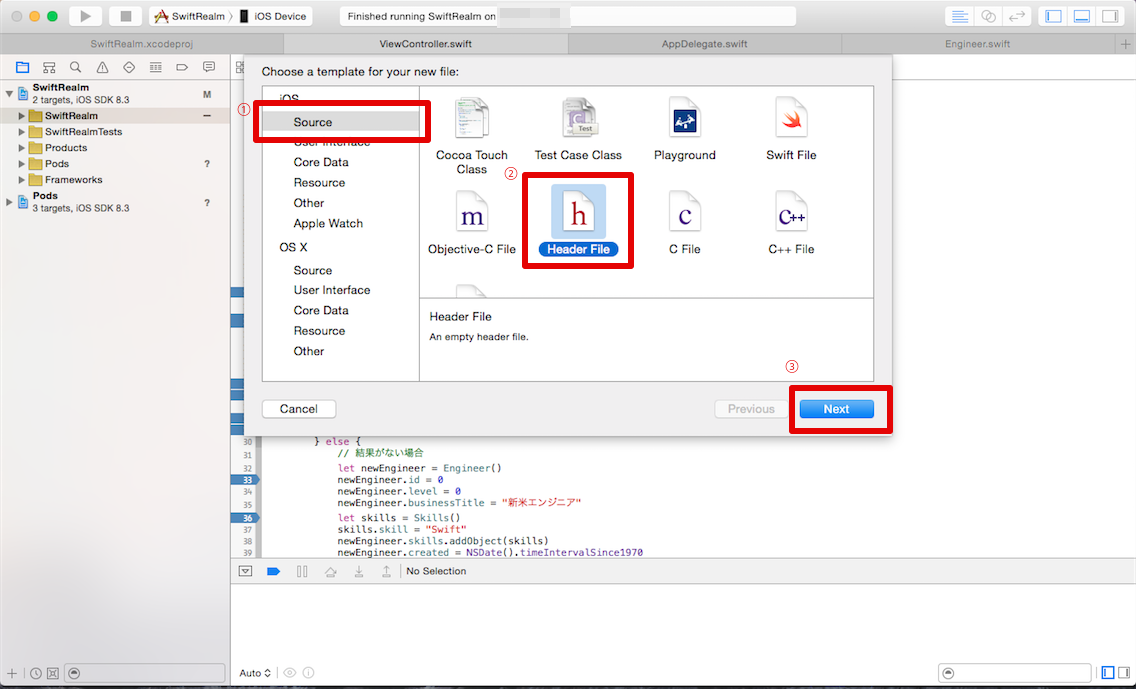 SwiftRealm
iOS Device
Finished running SwiftRealm on
SwiftRealm.xcodeproj
ViewController.swift
AppDelegate.swift
Engineer.swift
SwiftRealm
2 targets, iOS SDK 8.3
M
SwiftRealm
SwiftRealmTests
Products
Pods
?
Frameworks
Pods
3 targets, iOS SDK 8.3
?
Choose a template for your new file:
iOS
①
Source
User Interface
Core Data
Resource
Other
Apple Watch
OS X
Source
User Interface
Core Data
Resource
Other
Cocoa Touch
Class
Test
Test Case Class
Playground
Swift File
②
m
Objective-C File
h
Header File
c
C File
C++
C++ File
Header File
An empty header file.
③
Cancel
Previous
Next
30 } else {
31 // 結果がない場合
32 let newEngineer = Engineer()
33 newEngineer.id = 0
34 newEngineer.level = 0
35 newEngineer.businessTitle = "新米エンジニア"
36 let skills = Skills()
37 skills.skill = "Swift"
38 newEngineer.skills.addObject(skills)
39 newEngineer.created = NSDate().timeIntervalSince1970
No Selection
Auto